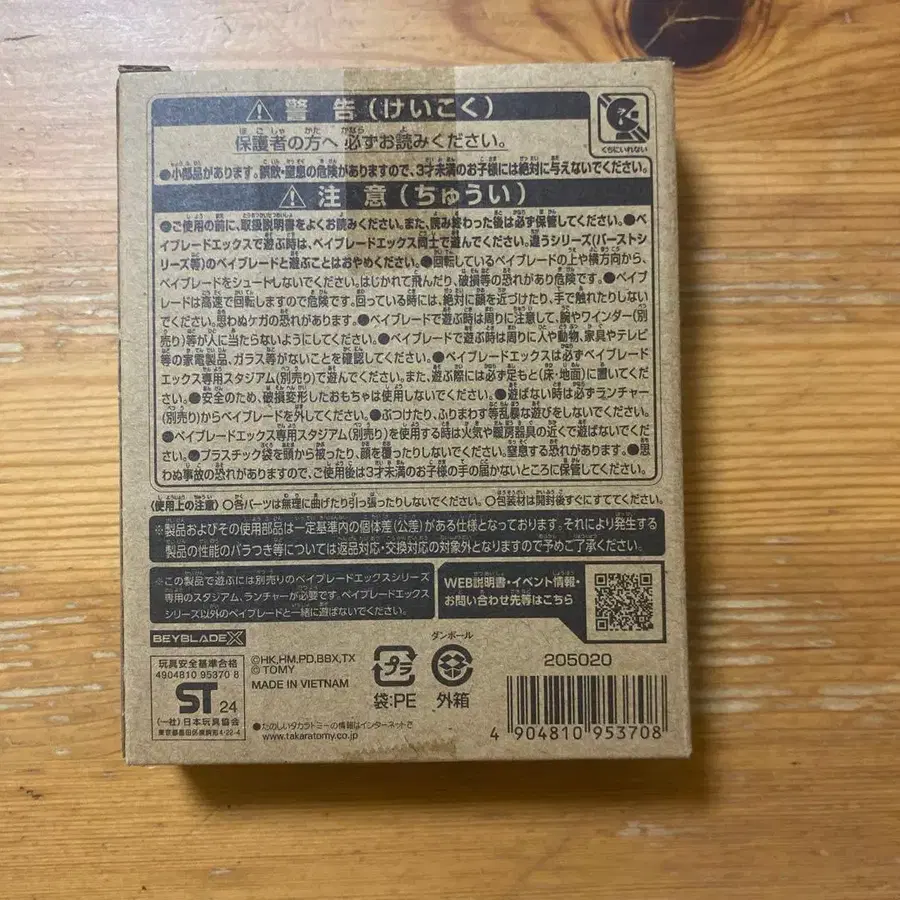 ⚠ 警告(けいこく)
保護者の方へ 必ずお読みください。
くちにいれない
●小部品があります。誤飲・窒息の危険がありますので、3才未満のお子様には絶対に与えないでください。
⚠ 注意(ちゅうい)
●ご使用の前に、取扱説明書をよくお読みください。また、読み終わった後は必ず保管してください。●ベ
イブレードエックスで遊ぶ時は、ベイブレードエックス同士で遊んでください。違うシリーズ(バーストシ
リーズ等)のベイブレードと遊ぶことはおやめください。●回転しているベイブレードの上や横方向から、
ベイブレードをシュートしないでください。はじかれて飛んだり、破損等の恐れがあり危険です。●ベイブ
レードは高速で回転しますので危険です。回っている時には、絶対に顔を近づけたり、手で触れたりしない
でください。思わぬケガの恐れがあります。●ベイブレードで遊ぶ時は周りに注意して、腕やワインダー(別
売り)等が人に当たらないようにしてください。●ベイブレードで遊ぶ時は周りに人や動物、家具やテレビ
等の家電製品、ガラス等がないことを確認してください。●ベイブレードエックスは必ずベイブレード
エックス専用スタジアム(別売り)で遊んでください。また、遊ぶ際には必ず足もと(床・地面)に置いてくだ
さい。●安全のため、破損変形したおもちゃは使用しないでください。●遊ばない時は必ずランチャー
(別売り)からベイブレードを外してください。●ぶつけたり、ふりまわす等乱暴な遊びをしないでください。
●ベイブレードエックス専用スタジアム(別売り)を使用する時は火気や暖房器具の近くで遊ばないでくだ
さい。●プラスチック袋を頭から被ったり、顔を覆ったりしないでください。窒息する恐れがあります。●思
わぬ事故の恐れがありますので、ご使用後は3才未満のお子様の手の届かないところに保管してください。
〈使用上の注意〉○各パーツは無理に曲げたり引っ張ったりしないでください。○包装材は開封後すぐにすててください。
※製品およびその使用部品は一定基準内の個体差(公差)がある仕様となっております。それにより発生する
製品の性能のバラつき等については返品対応・交換対応の対象外となりますので予めご了承ください。
※この製品で遊ぶには別売りのベイブレードエックスシリーズ
専用のスタジアム、ランチャーが必要です。ベイブレードエックス
シリーズ以外のベイブレードと一緒に遊ばないでください。
WEB説明書・イベント情報・
お問い合わせ先等はこちら
BEYBLADE X
玩具安全基準合格
4904810 95370 8
ST 24
(一社)日本玩具協会
東京都墨田区東駒形4-22-4
©HK,HM,PD,BBX,TX
© TOMY
MADE IN VIETNAM
プラ
袋:PE
ダンボール
外箱
●たのしいタカラトミーの情報はインターネットで
www.takaratomy.co.jp
205020
4 904810 953708